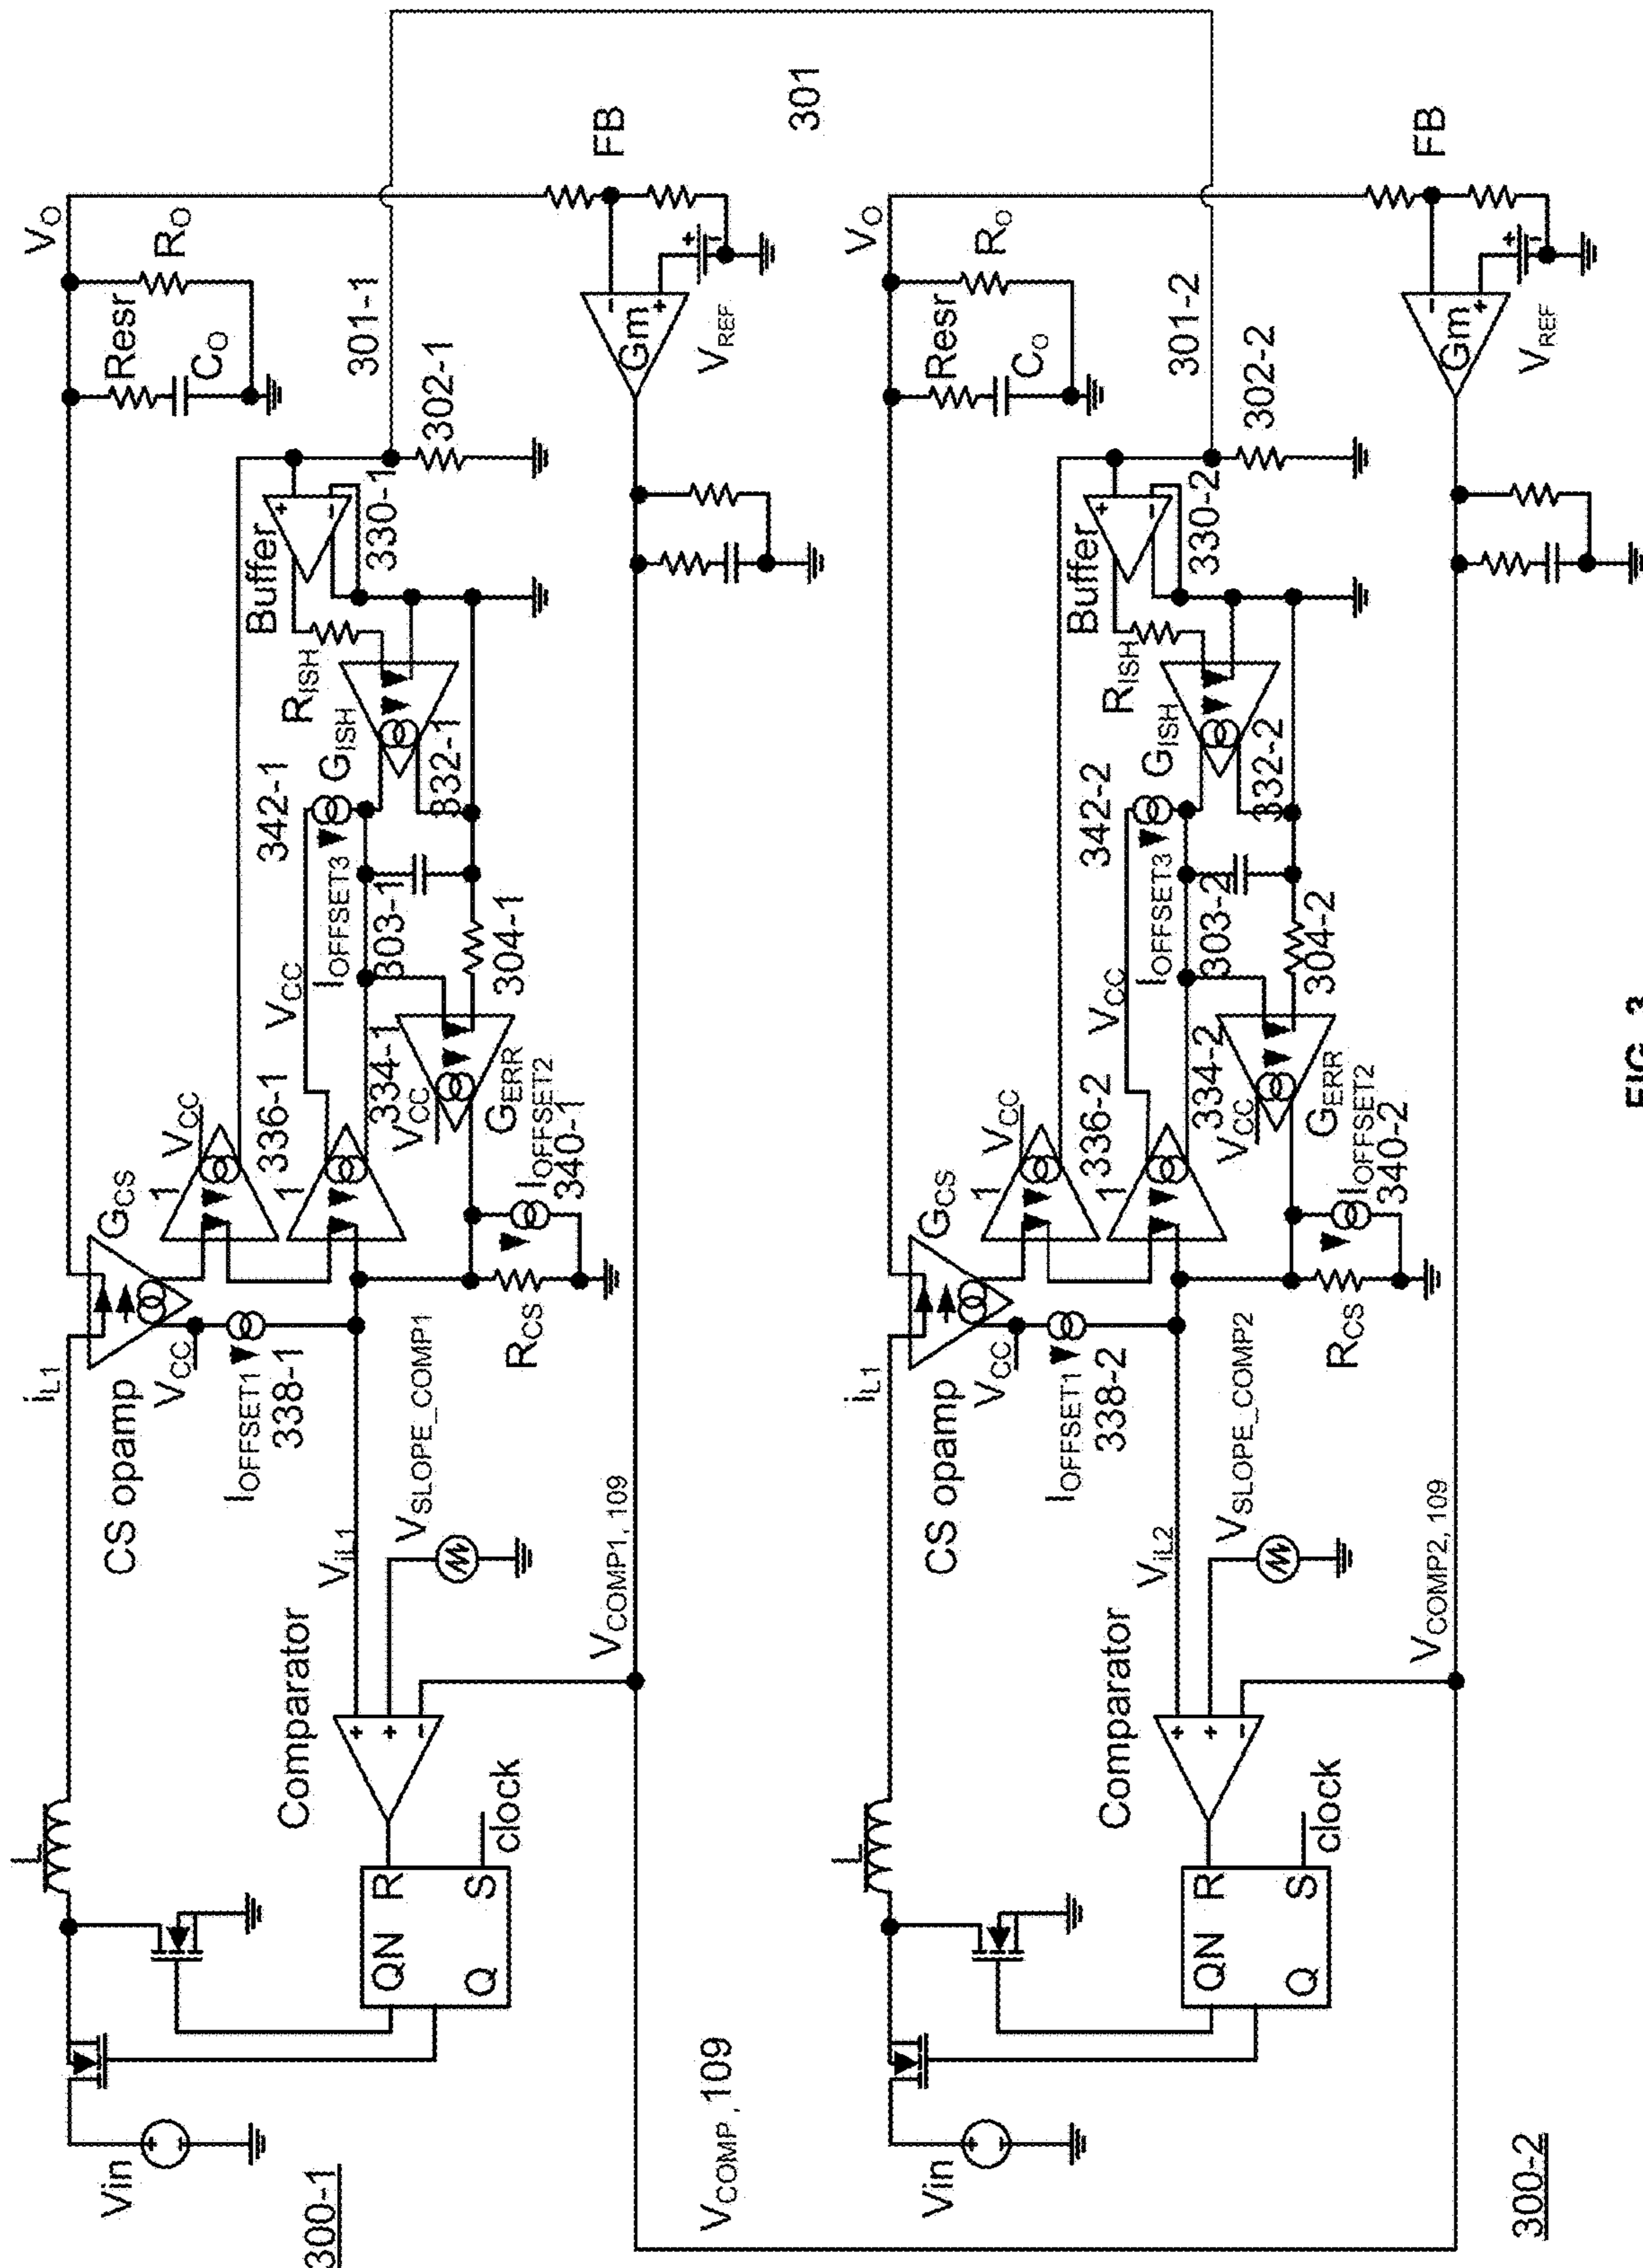 300-1
Vin
L
i_L1
CS opamp
G_CS
V_CC
I_OFFSET1
338-1
1
V_CC
336-1
1
V_CC
342-1
I_OFFSET3
G_ISH
R_ISH
Buffer
+
-
330-1
332-1
303-1
334-1
V_CC
304-1
G_ERR
I_OFFSET2
340-1
R_CS
Resr
C_O
R_O
V_O
301-1
302-1
V_iL1
V_SLOPE_COMP1
Comparator
+
+
-
QN
R
Q
S
clock
V_COMP1, 109
Gm
-
+
V_REF
+
-
FB
301
V_COMP, 109
300-2
Vin
L
i_L1
CS opamp
G_CS
V_CC
I_OFFSET1
338-2
1
V_CC
336-2
1
V_CC
342-2
I_OFFSET3
G_ISH
R_ISH
Buffer
+
-
330-2
332-2
303-2
334-2
V_CC
304-2
G_ERR
I_OFFSET2
340-2
R_CS
Resr
C_O
R_O
V_O
301-2
302-2
V_iL2
V_SLOPE_COMP2
Comparator
+
+
-
QN
R
Q
S
clock
V_COMP2, 109
Gm
-
+
V_REF
+
-
FB
FIG. 3